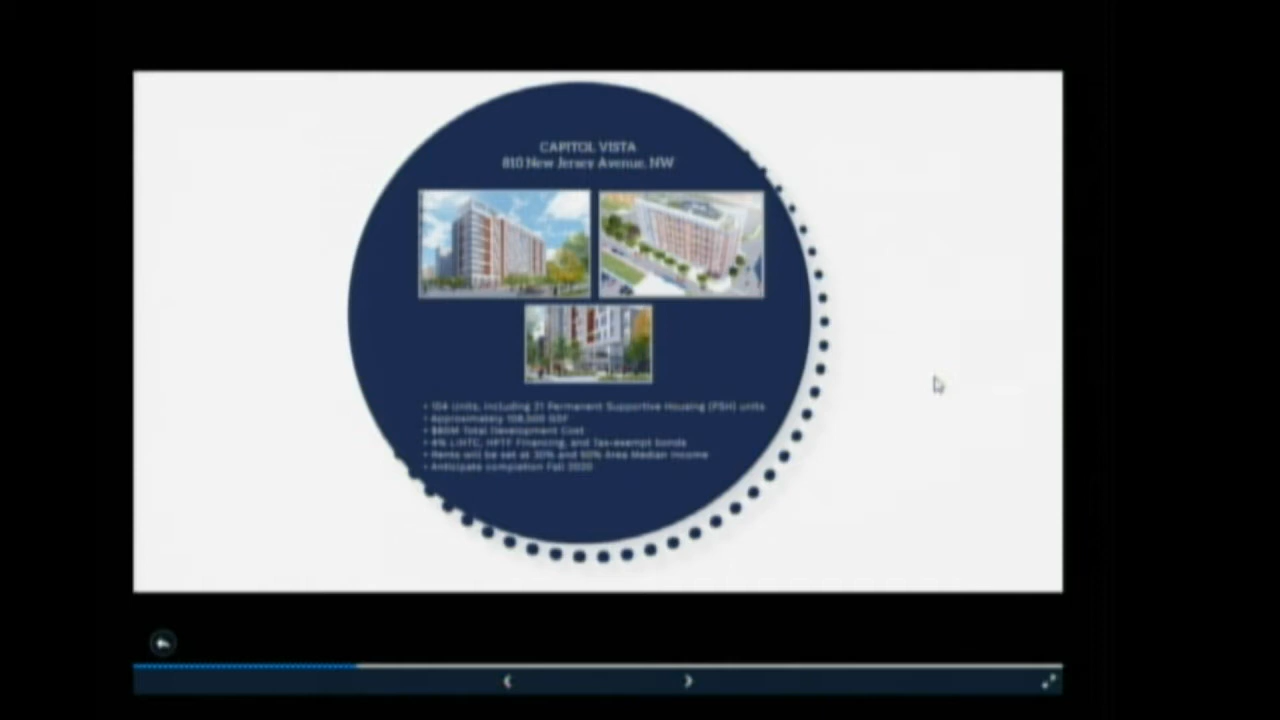 CAPITOL VISTA
810 New Jersey Avenue, NW
• 104 Units, including 21 Permanent Supportive Housing (PSH) units
• Approximately 108,500 GSF
• Total Development Cost
• 4% LIHTC, HPTF Financing, and Tax-exempt bonds
• Rents will be set at 30% and 50% Area Median Income
• Anticipate completion Fall 2020